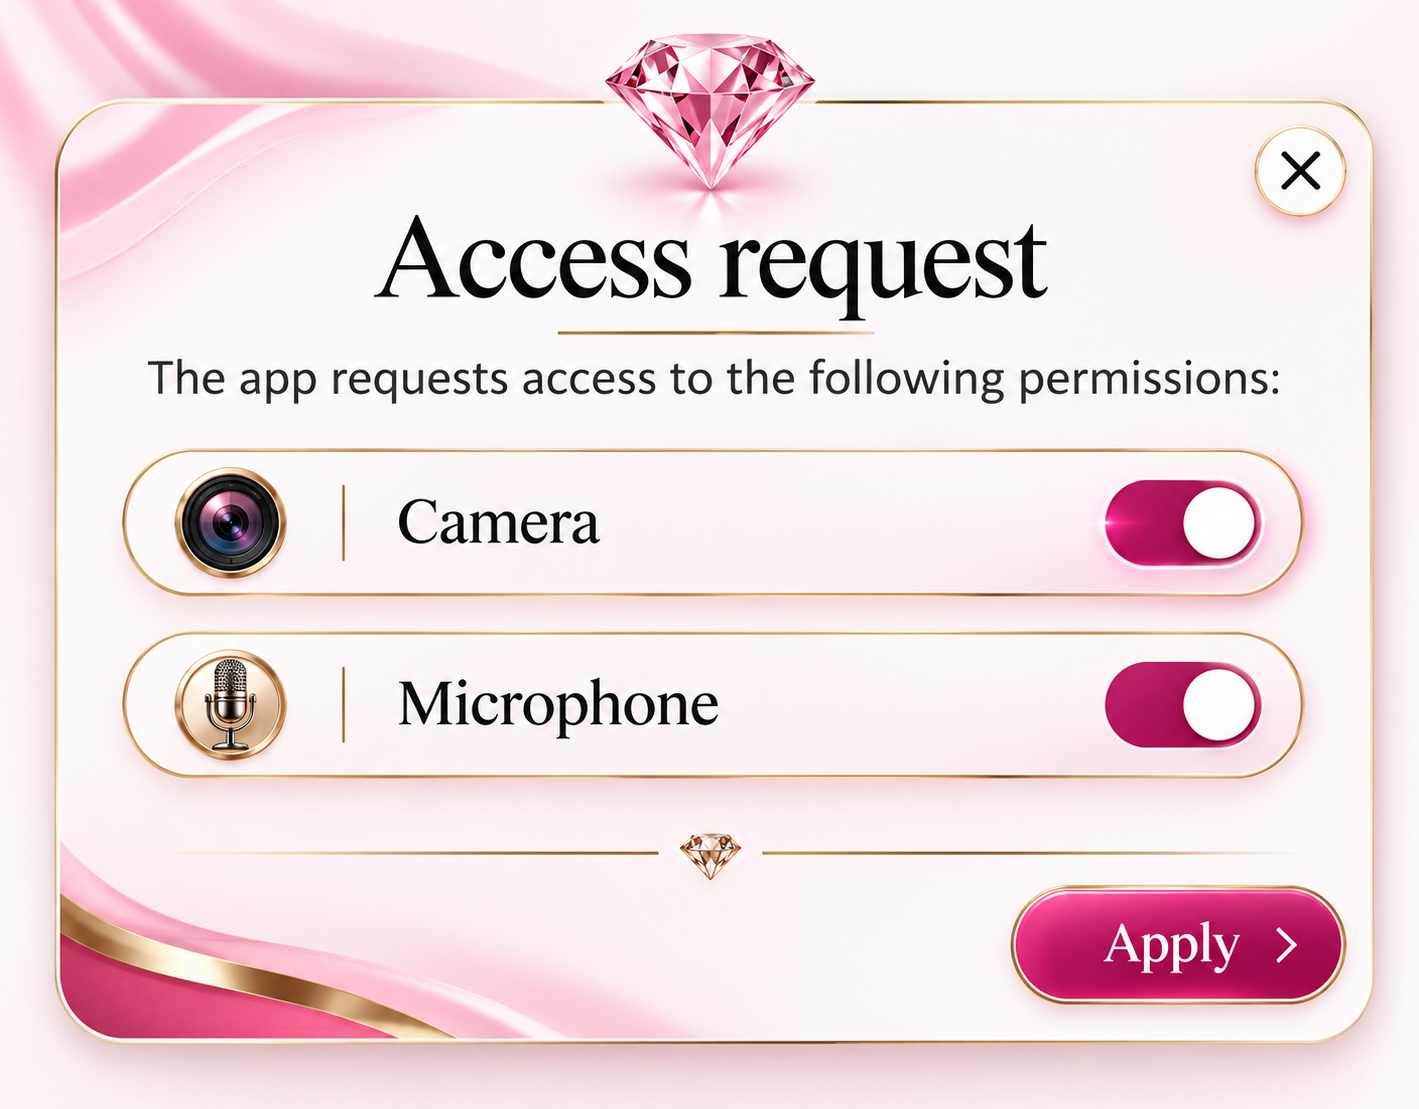 Access request
The app requests access to the following permissions:
Camera
Microphone
Apply